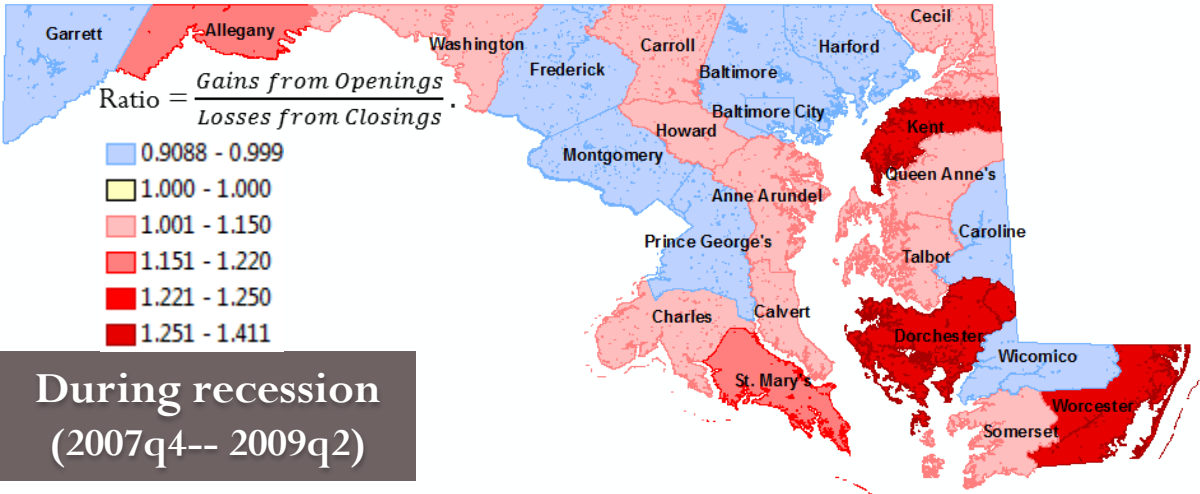 Cecil
Garrett
Allegany
Washington
Carroll
Harford
Frederick
Baltimore
Ratio = Gains from Openings / Losses from Closings .
Baltimore City
Kent
Howard
0.9088 - 0.999
Montgomery
Queen Anne's
1.000 - 1.000
Anne Arundel
1.001 - 1.150
Caroline
Prince George's
Talbot
1.151 - 1.220
1.221 - 1.250
Charles
Calvert
1.251 - 1.411
Dorchester
Wicomico
During recession
St. Mary's
Worcester
(2007q4-- 2009q2)
Somerset